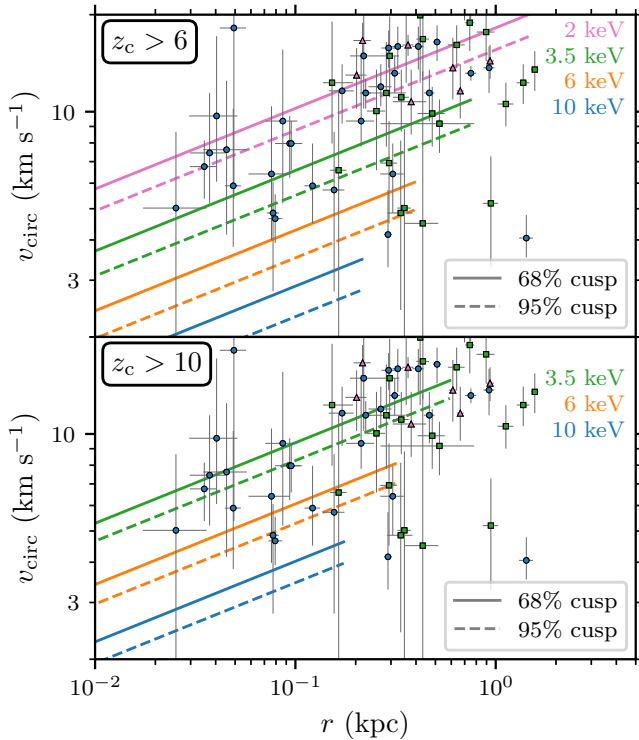 z_c > 6
2 keV
3.5 keV
6 keV
10 keV
10
3
v_circ (km s⁻¹)
68% cusp
95% cusp
z_c > 10
3.5 keV
6 keV
10 keV
10
3
v_circ (km s⁻¹)
68% cusp
95% cusp
10⁻² 10⁻¹ 10⁰
r (kpc)